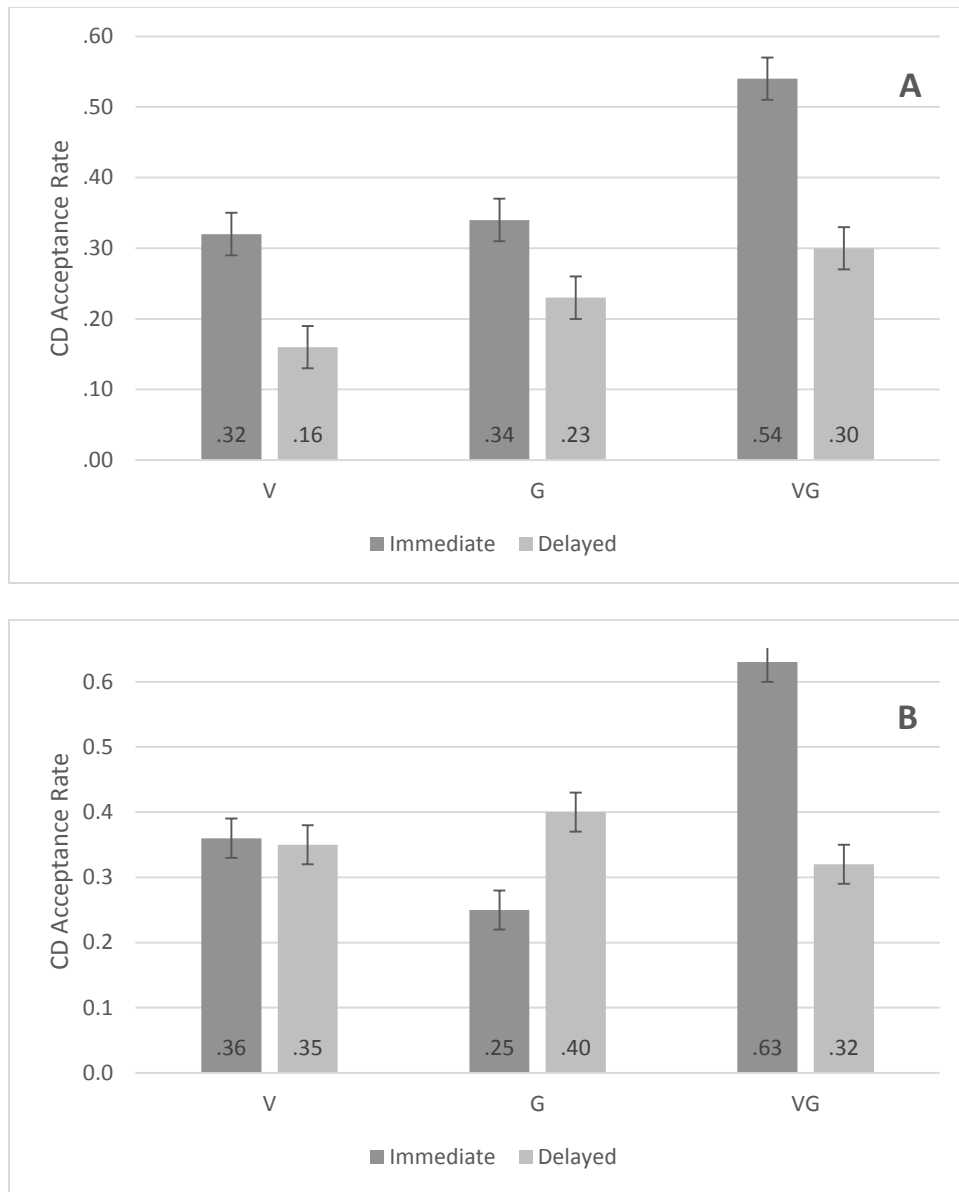 .60
A
.50
.40
.30
.20
.10
.00
CD Acceptance Rate
.32 .16 .34 .23 .54 .30
V G VG
Immediate Delayed
0.6
B
0.5
0.4
0.3
0.2
0.1
0.0
CD Acceptance Rate
.36 .35 .25 .40 .63 .32
V G VG
Immediate Delayed